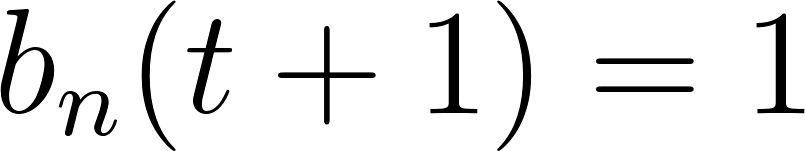 b_n(t + 1) = 1